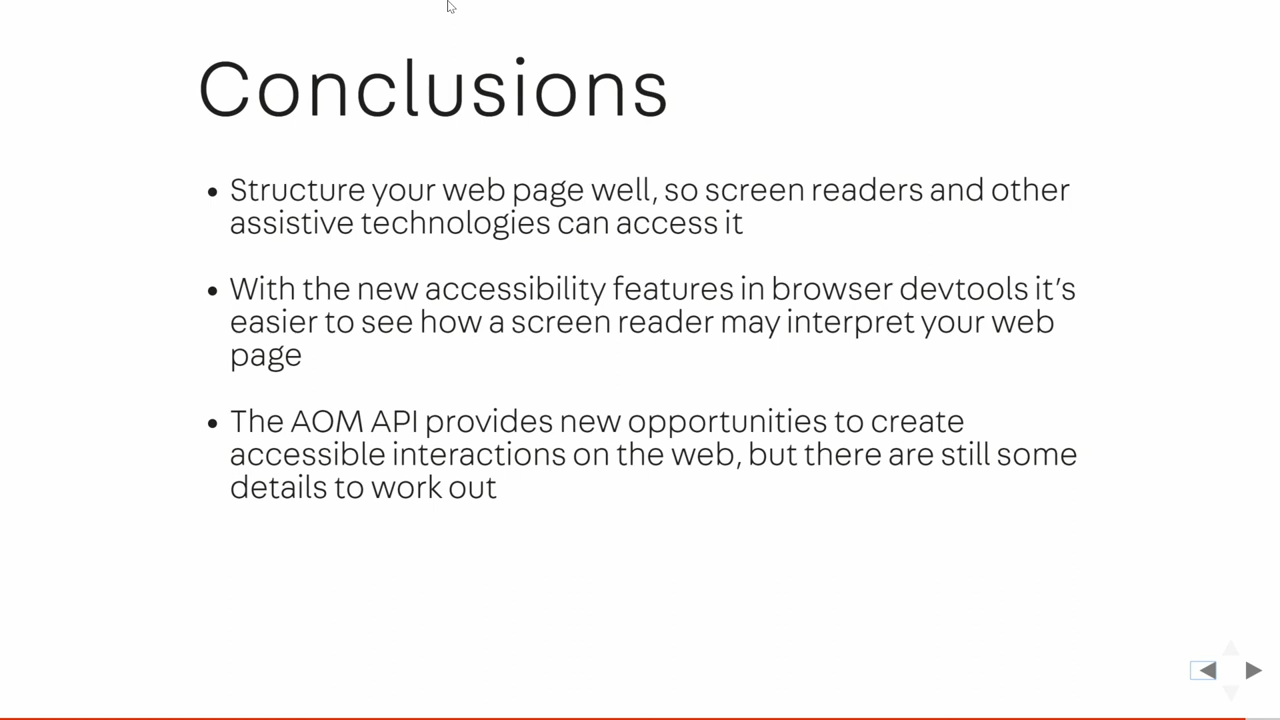 Conclusions
• Structure your web page well, so screen readers and other
assistive technologies can access it
• With the new accessibility features in browser devtools it's
easier to see how a screen reader may interpret your web
page
• The AOM API provides new opportunities to create
accessible interactions on the web, but there are still some
details to work out